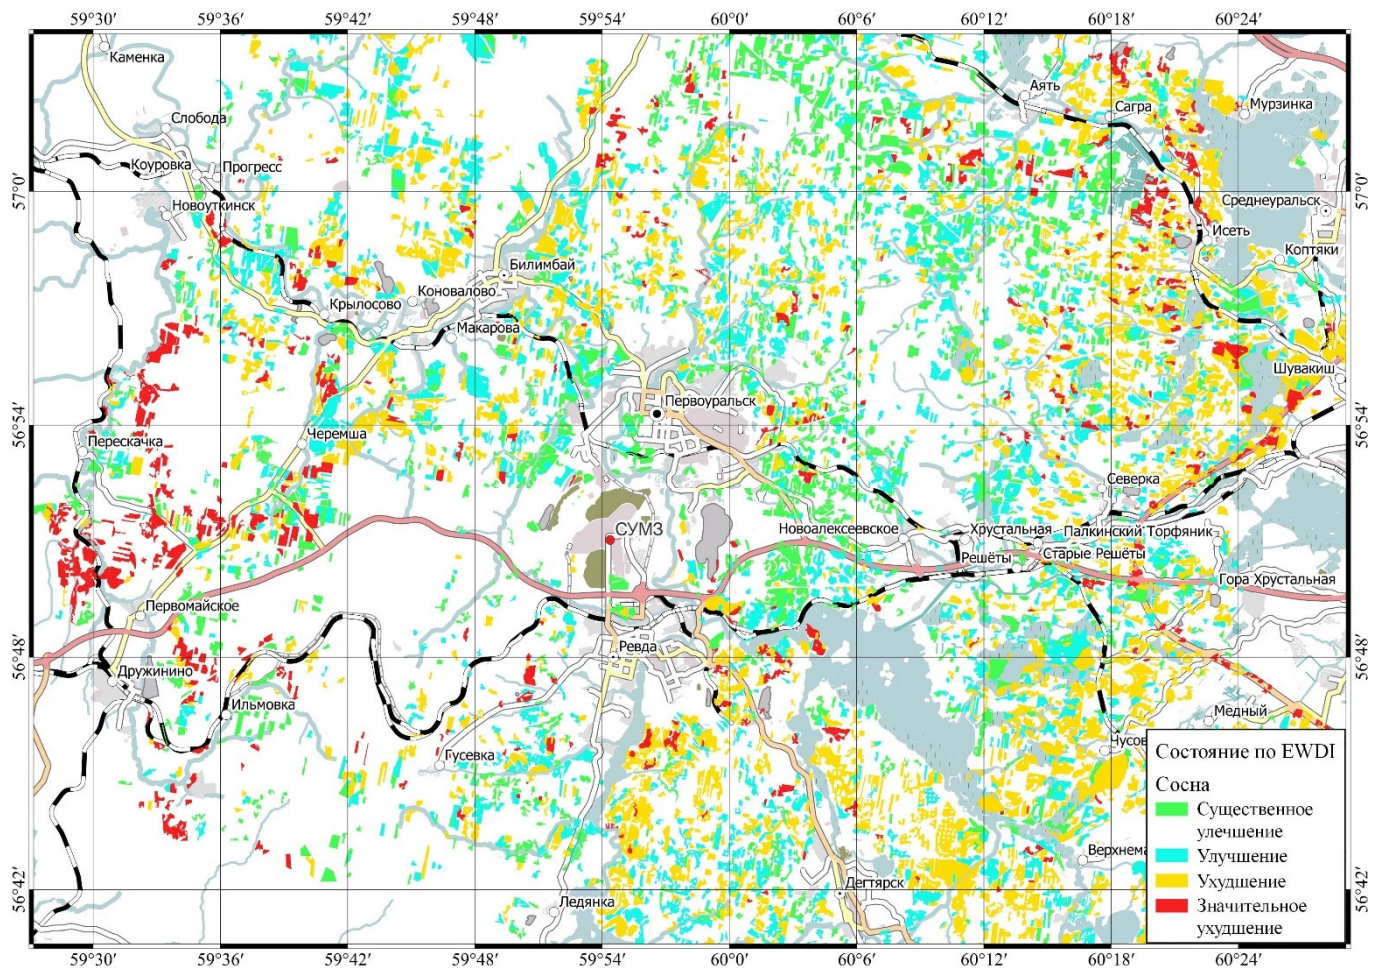 59°30' 59°36' 59°42' 59°48' 59°54' 60°0' 60°6' 60°12' 60°18' 60°24'
Каменка
Аять
Мурзинка
Сагра
Слобода
Коуровка
Прогресс
57°0'
57°0'
Новоуткинск
Среднеуральск
Исеть
Коптяки
Билимбай
Коновалово
Крылосово
Макарова
Шувакиш
Первоуральск
56°54'
56°54'
Черемша
Перескачка
Северка
СУМЗ
Новоалексеевское
Хрустальная
Палкинский Торфяник
Решёты
Старые Решёты
Гора Хрустальная
Первомайское
56°48'
56°48'
Ревда
Дружинино
Ильмовка
Медный
Гусевка
Чусов
Состояние по EWDI
Сосна
Существенное
улечшение
Улучшение
Ухудшение
Значительное
ухудшение
Верхнема
56°42'
56°42'
Дегтярск
Ледянка
59°30' 59°36' 59°42' 59°48' 59°54' 60°0' 60°6' 60°12' 60°18' 60°24'